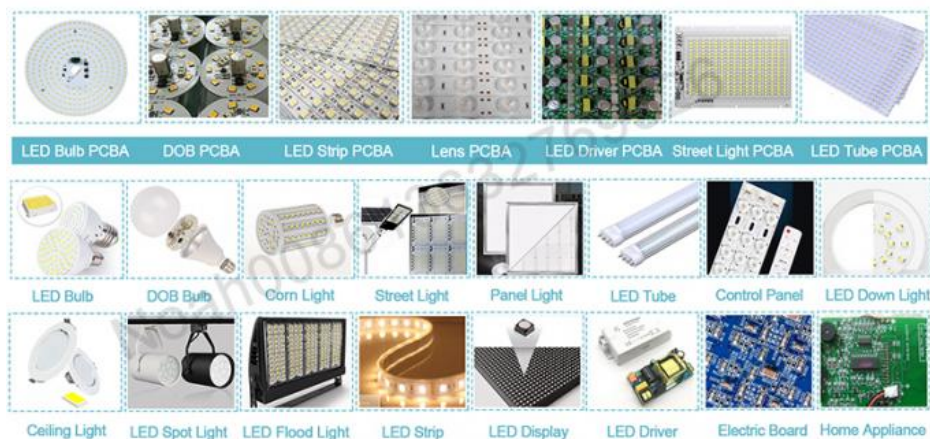 LED Bulb PCBA DOB PCBA LED Strip PCBA Lens PCBA LED Driver PCBA Street Light PCBA LED Tube PCBA
LED Bulb DOB Bulb Corn Light Street Light Panel Light LED Tube Control Panel LED Down Light
Ceiling Light LED Spot Light LED Flood Light LED Strip LED Display LED Driver Electric Board Home Appliance